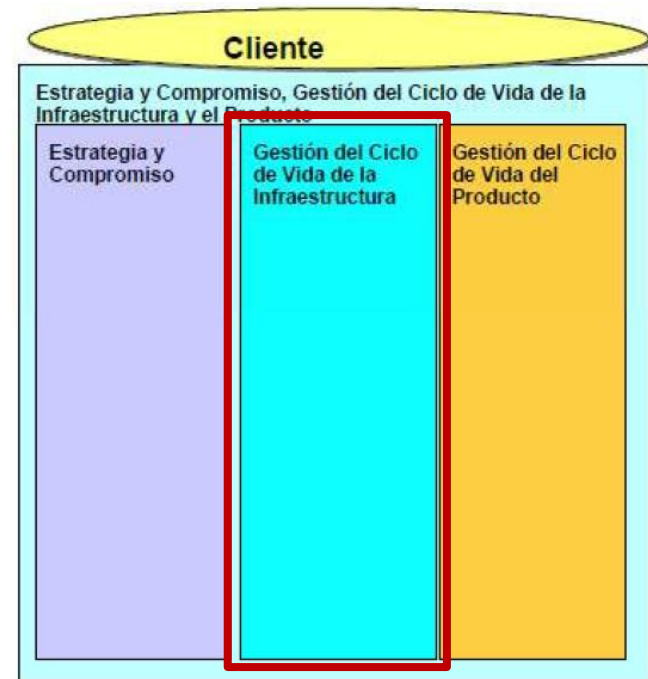 Cliente
Estrategia y Compromiso, Gestión del Ciclo de Vida de la
Infraestructura y el Producto
Estrategia y
Compromiso
Gestión del Ciclo
de Vida de la
Infraestructura
Gestión del Ciclo
de Vida del
Producto